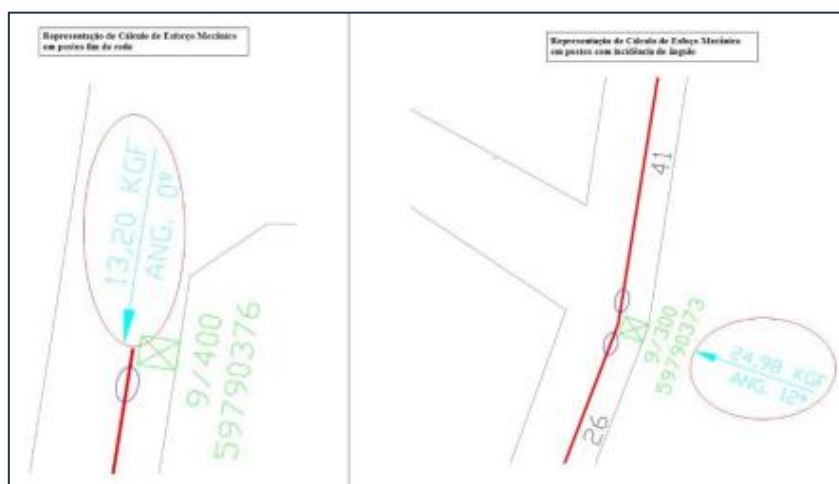 Representação de Cálculo de Esforço Mecânico
em postes fim de rede
13,20 KGF
ANG. 0º
9/400
59790376
Representação de Cálculo de Esforço Mecânico
em postes com incidência de ângulo
41
9/300
59790373
24,98 KGF
ANG. 12º
26